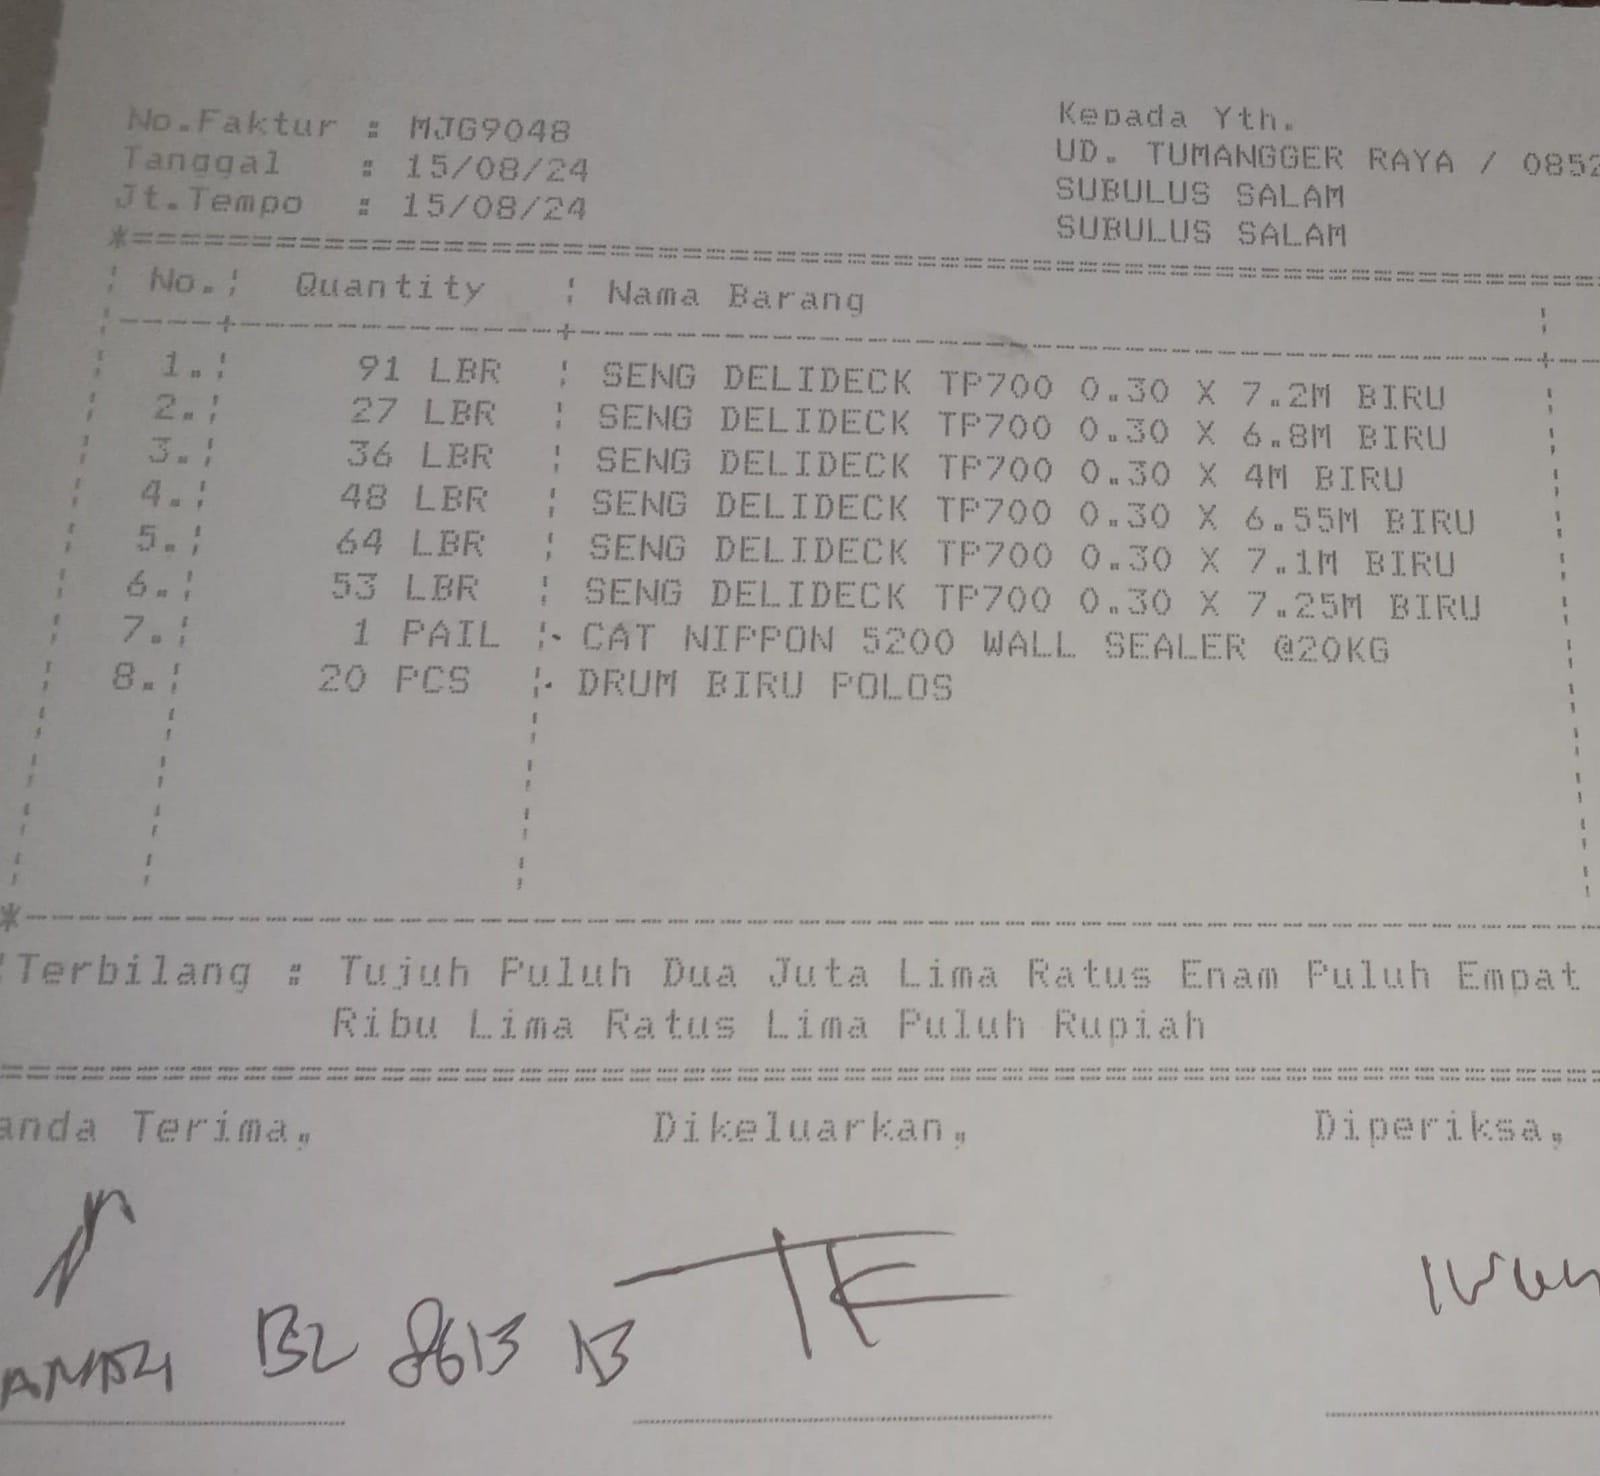 No.Faktur : MJG9048
Tanggal : 15/08/24
Jt.Tempo : 15/08/24
Kepada Yth.
UD. TUMANGGER RAYA / 0852
SUBULUS SALAM
SUBULUS SALAM
No. Quantity Nama Barang
1. 91 LBR SENG DELIDECK TP700 0.30 X 7.2M BIRU
2. 27 LBR SENG DELIDECK TP700 0.30 X 6.8M BIRU
3. 36 LBR SENG DELIDECK TP700 0.30 X 4M BIRU
4. 48 LBR SENG DELIDECK TP700 0.30 X 6.55M BIRU
5. 64 LBR SENG DELIDECK TP700 0.30 X 7.1M BIRU
6. 53 LBR SENG DELIDECK TP700 0.30 X 7.25M BIRU
7. 1 PAIL CAT NIPPON 5200 WALL SEALER @20KG
8. 20 PCS DRUM BIRU POLOS
Terbilang : Tujuh Puluh Dua Juta Lima Ratus Enam Puluh Empat
Ribu Lima Ratus Lima Puluh Rupiah
anda Terima, Dikeluarkan, Diperiksa,
BL 8613